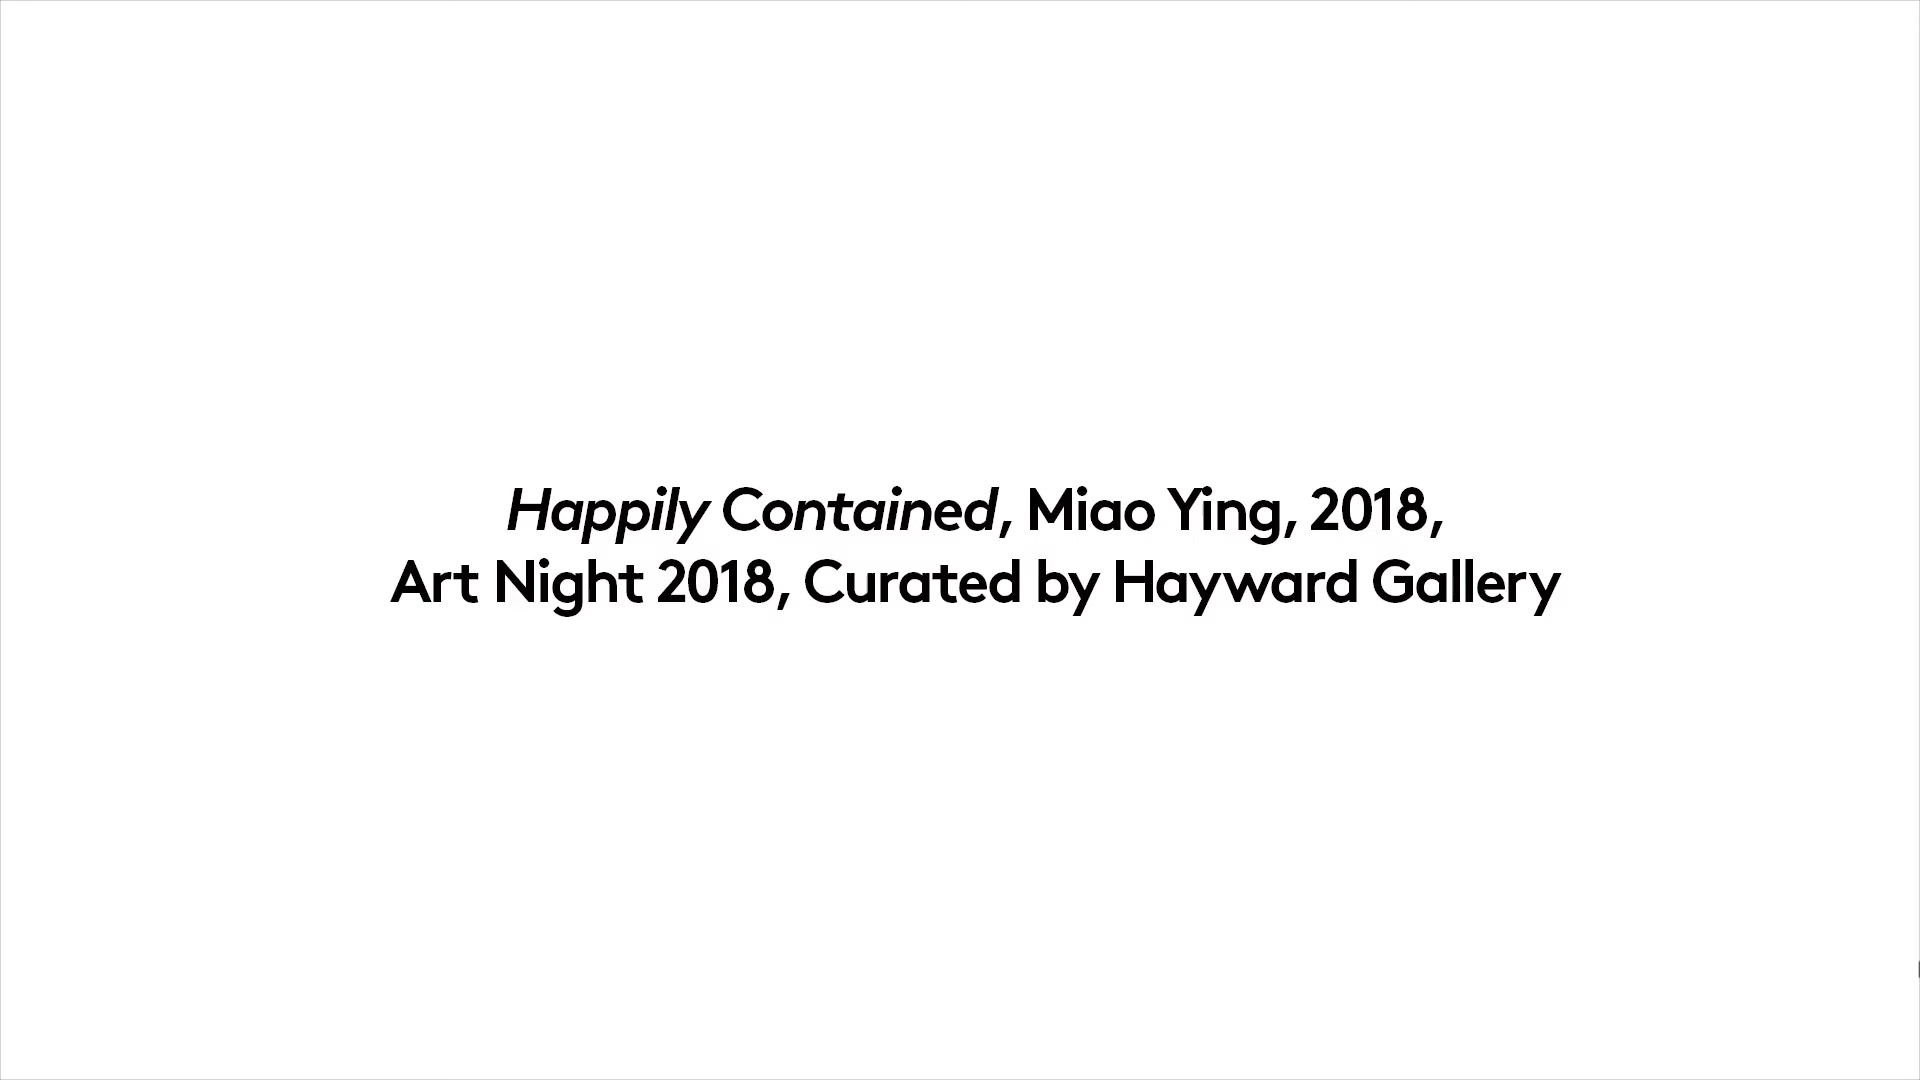 Happily Contained, Miao Ying, 2018,
Art Night 2018, Curated by Hayward Gallery